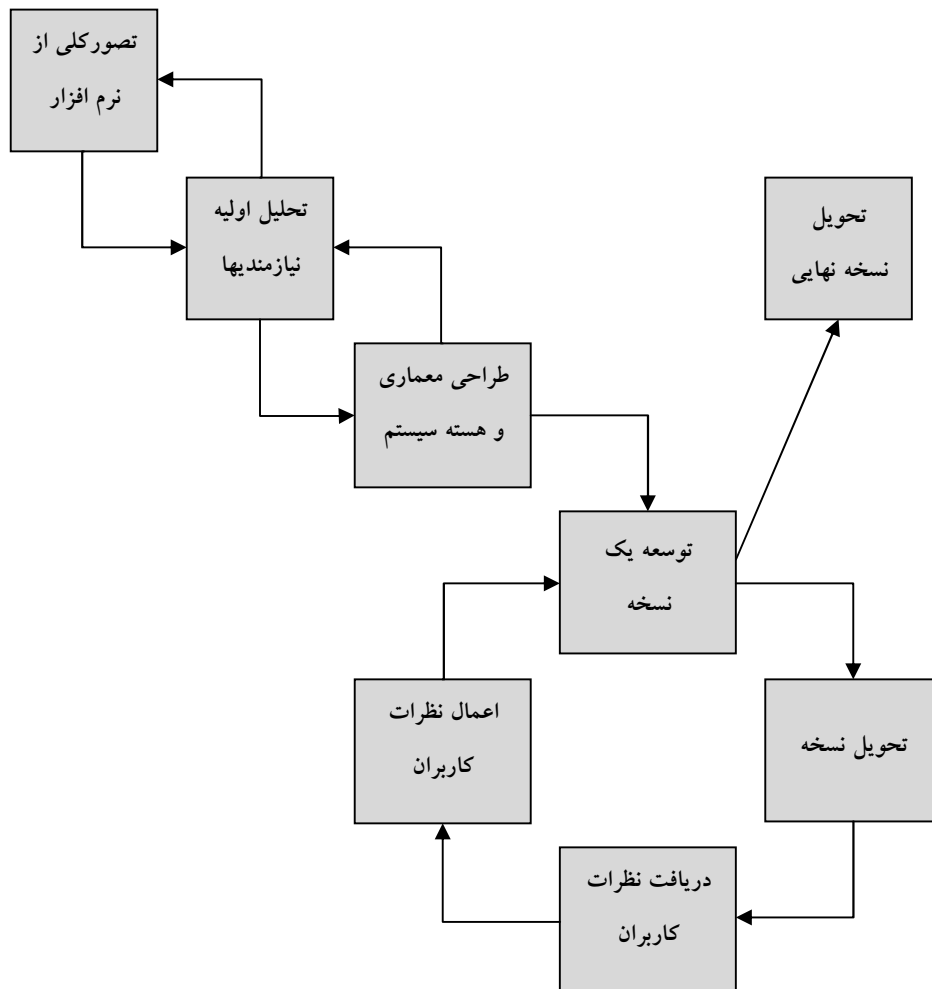 تصورکلی از
نرم افزار
تحلیل اولیه
نیازمندیها
تحویل
نسخه نهایی
طراحی معماری
و هسته سیستم
توسعه یک
نسخه
اعمال نظرات
کاربران
تحویل نسخه
دریافت نظرات
کاربران